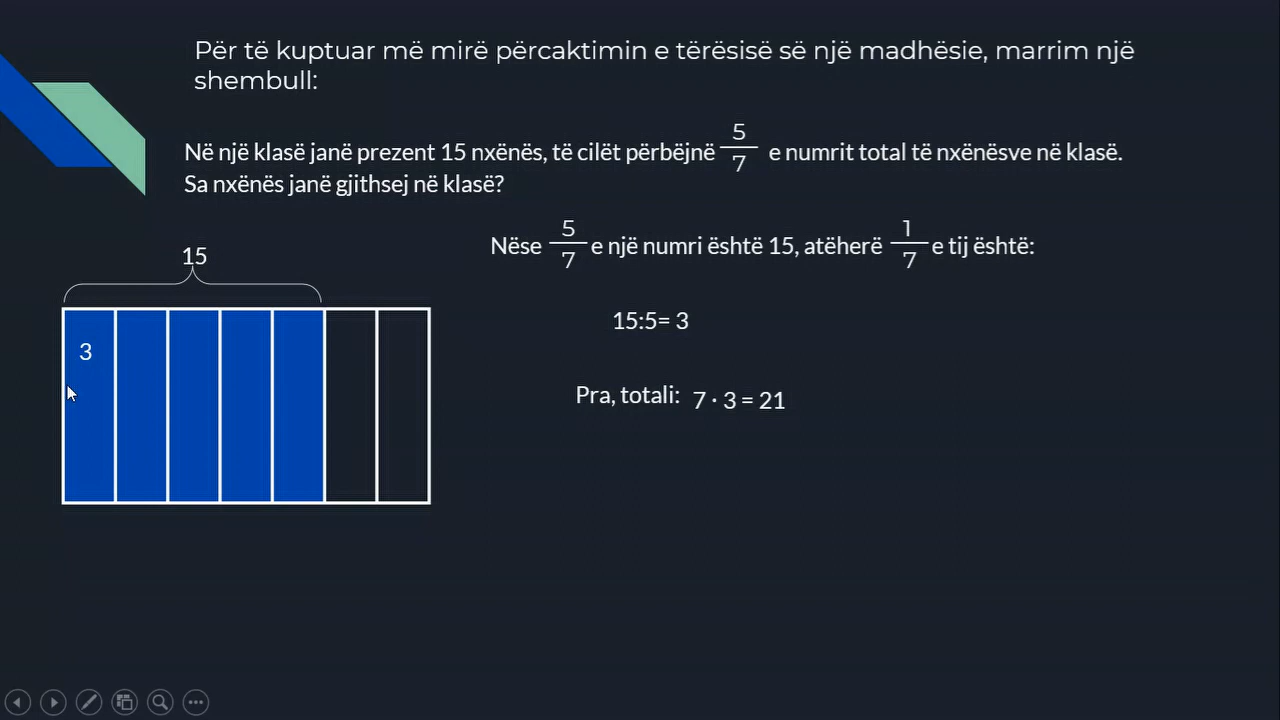 Për të kuptuar më mirë përcaktimin e tërësisë së një madhësie, marrim një
shembull:
Në një klasë janë prezent 15 nxënës, të cilët përbëjnë 5/7 e numrit total të nxënësve në klasë.
Sa nxënës janë gjithsej në klasë?
Nëse 5/7 e një numri është 15, atëherë 1/7 e tij është:
15
3
15:5= 3
Pra, totali: 7 · 3 = 21